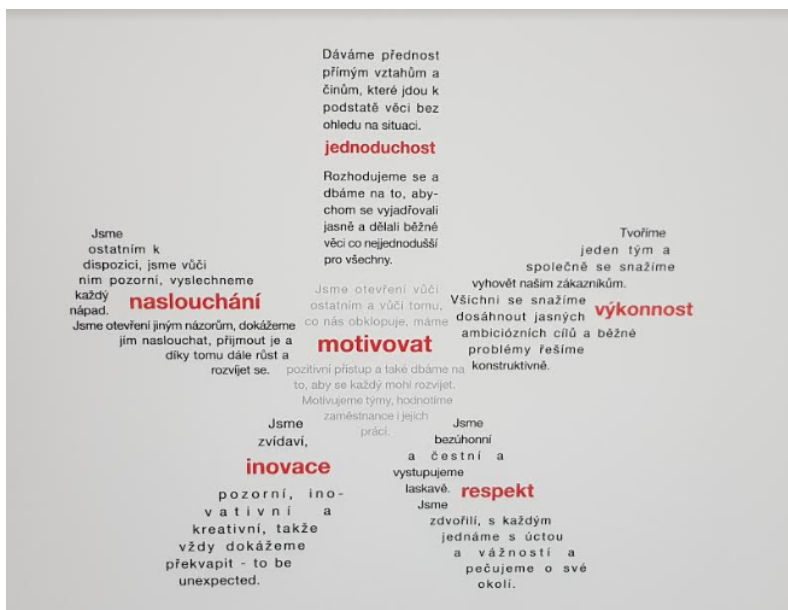 Dáváme přednost
přímým vztahům a
činům, které jdou k
podstatě věci bez
ohledu na situaci.
jednoduchost
Rozhodujeme se a
dbáme na to, aby-
chom se vyjadřovali
jasně a dělali běžné
věci co nejjednodušší
pro všechny.
Jsme
ostatním k
dispozici, jsme vůči
nim pozorní, vyslechneme
každý
nápad.
naslouchání
Jsme otevření jiným názorům, dokážeme
jim naslouchat, přijmout je a
díky tomu dále růst a
rozvíjet se.
Jsme otevření vůči
ostatním a vůči tomu,
co nás obklopuje, máme
motivovat
pozitivní přístup a také dbáme na
to, aby se každý mohl rozvíjet.
Motivujeme týmy, hodnotíme
zaměstnance i jejich
práci.
Tvoříme
jeden tým a
společně se snažíme
vyhovět našim zákazníkům.
Všichni se snažíme
výkonnost
dosáhnout jasných
ambiciózních cílů a běžné
problémy řešíme
konstruktivně.
Jsme
zvídaví,
inovace
pozorní, ino-
vativní a
kreativní, takže
vždy dokážeme
překvapit - to be
unexpected.
Jsme
bezúhonní
a čestní a
vystupujeme
laskavě.
respekt
Jsme
zdvořilí, s každým
jednáme s úctou
a vážností a
pečujeme o své
okolí.